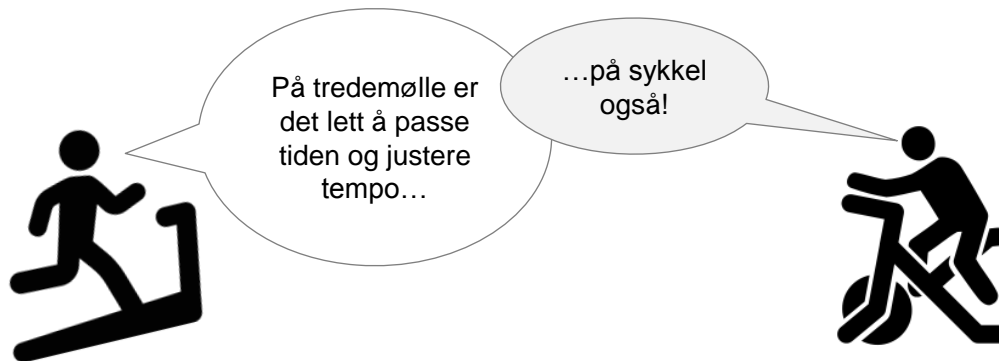 På tredemølle er
det lett å passe
tiden og justere
tempo…
…på sykkel
også!